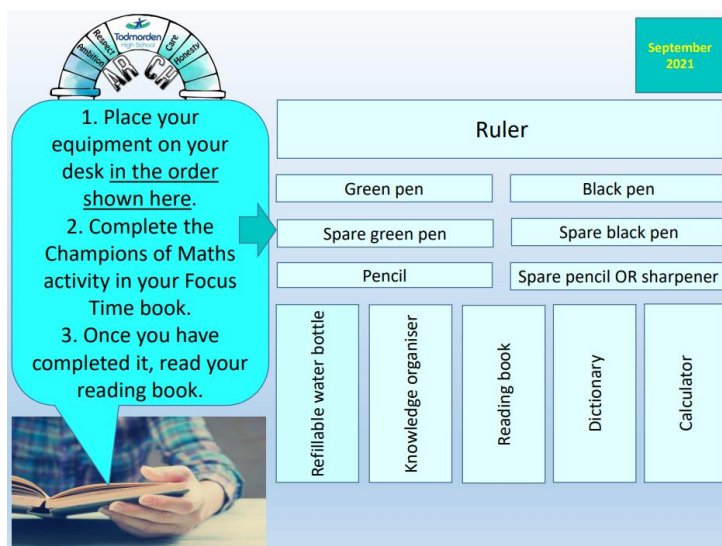 Todmorden
High School
Ambition
Respect
Care
Honesty
AR CH
September
2021
1. Place your
equipment on your
desk in the order
shown here.
2. Complete the
Champions of Maths
activity in your Focus
Time book.
3. Once you have
completed it, read your
reading book.
Ruler
Green pen
Black pen
Spare green pen
Spare black pen
Pencil
Spare pencil OR sharpener
Refillable water bottle
Knowledge organiser
Reading book
Dictionary
Calculator